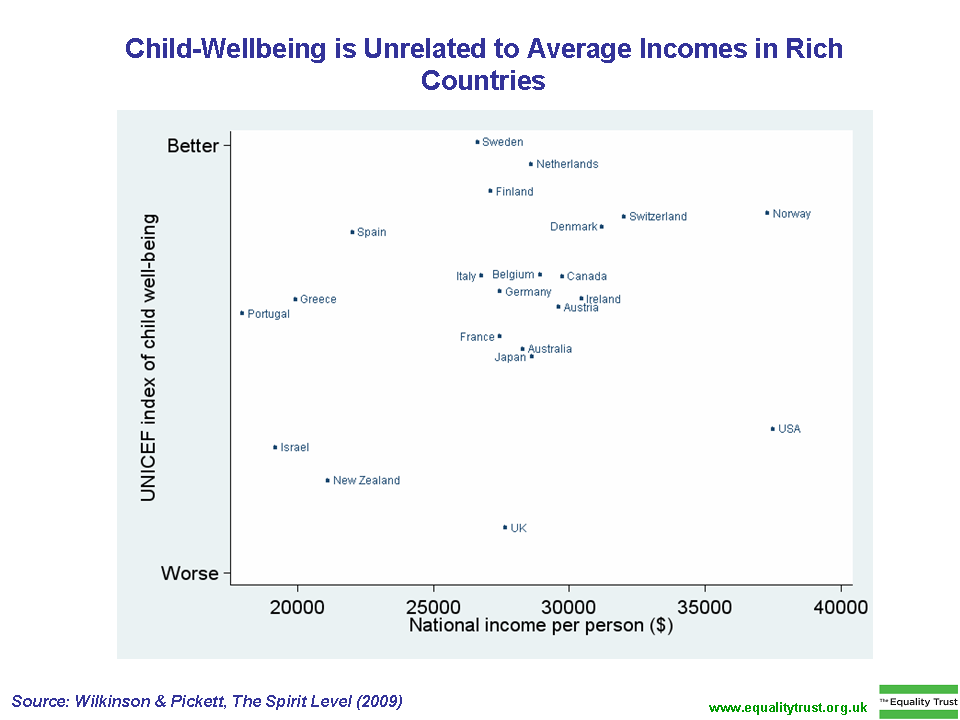 Child-Wellbeing is Unrelated to Average Incomes in Rich
Countries
UNICEF index of child well-being
Better
Worse
Sweden
Netherlands
Finland
Switzerland
Norway
Denmark
Spain
Italy
Belgium
Canada
Germany
Greece
Ireland
Austria
Portugal
France
Australia
Japan
USA
Israel
New Zealand
UK
20000
25000
30000
35000
40000
National income per person ($)
Source: Wilkinson & Pickett, The Spirit Level (2009)
www.equalitytrust.org.uk
The Equality Trust